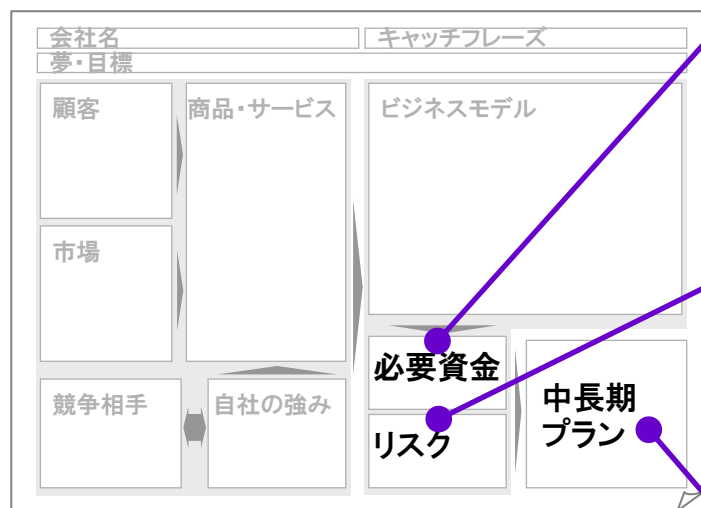 会社名
キャッチフレーズ
夢・目標
顧客
商品・サービス
ビジネスモデル
市場
必要資金
競争相手
自社の強み
リスク
中長期
プラン